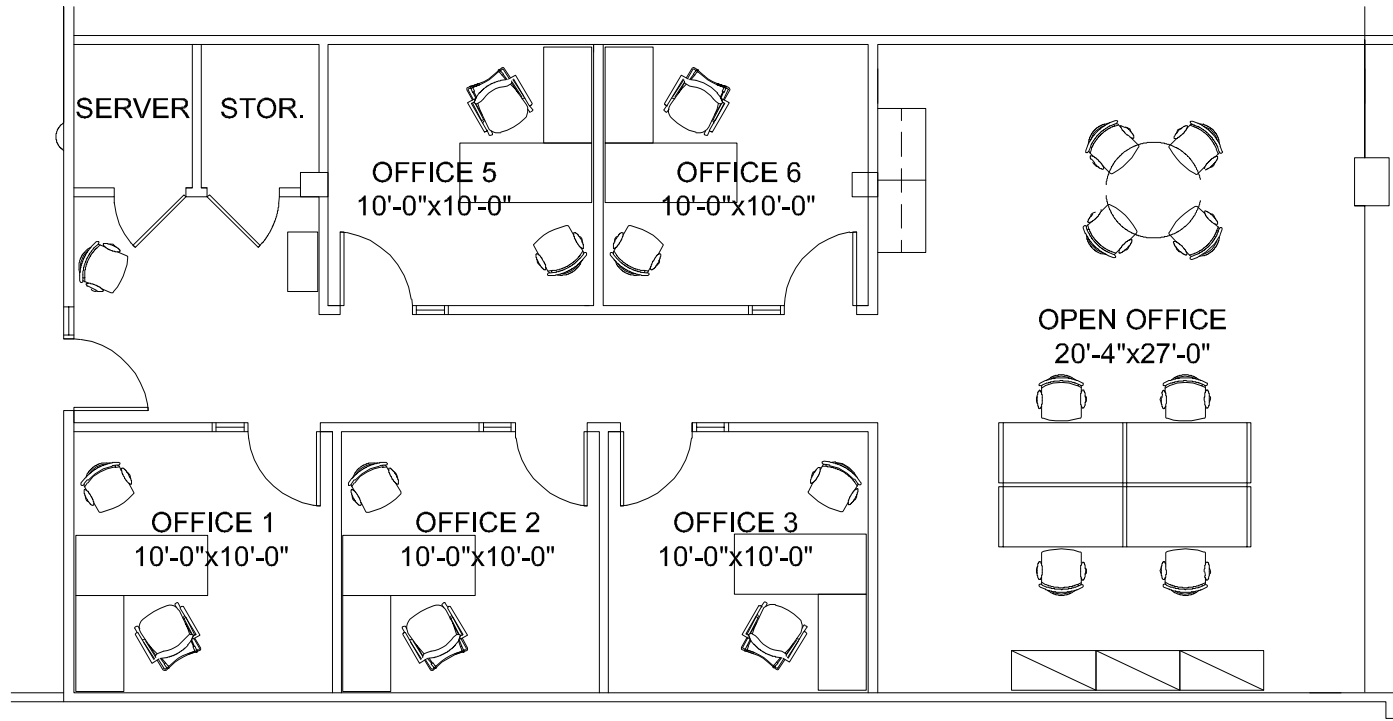 SERVER
STOR.
OFFICE 5
10'-0"x10'-0"
OFFICE 6
10'-0"x10'-0"
OPEN OFFICE
20'-4"x27'-0"
OFFICE 1
10'-0"x10'-0"
OFFICE 2
10'-0"x10'-0"
OFFICE 3
10'-0"x10'-0"